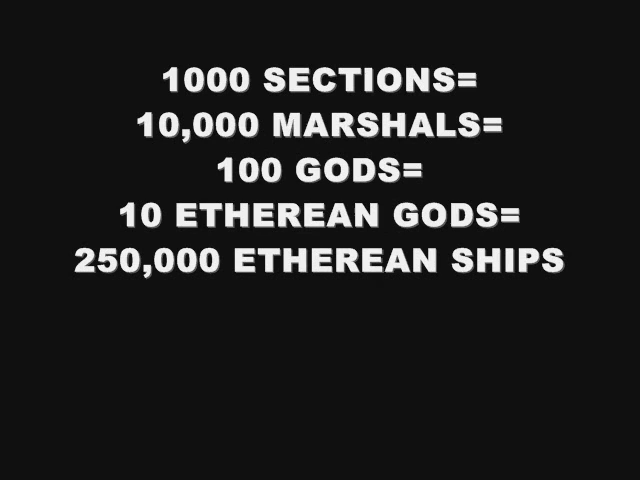 1000 SECTIONS=
10,000 MARSHALS=
100 GODS=
10 ETHEREAN GODS=
250,000 ETHEREAN SHIPS